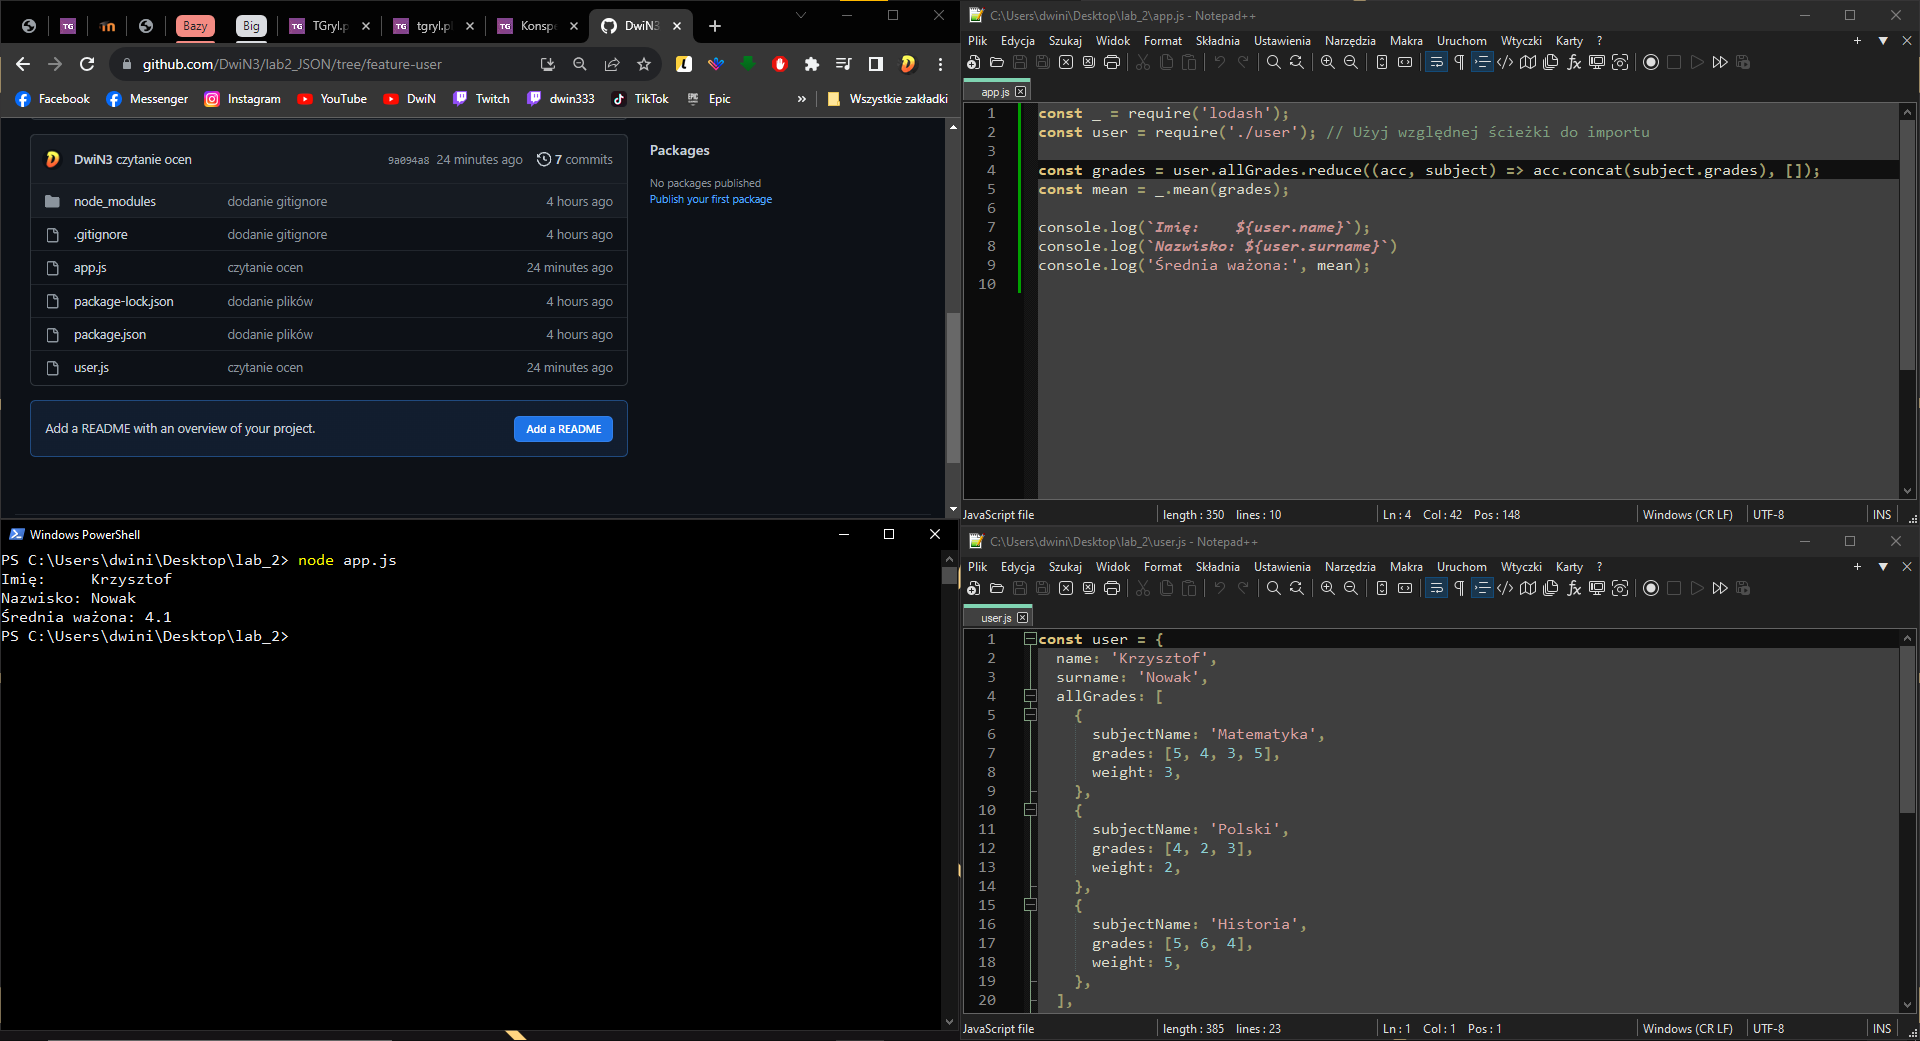 Bazy
Big
TGryl.p
tgryl.pl
Konspe
DwiN3
github.com/DwiN3/lab2_JSON/tree/feature-user
Facebook
Messenger
Instagram
YouTube
DwiN
Twitch
dwin333
TikTok
Epic
»
Wszystkie zakładki
DwiN3 czytanie ocen
9a094a8 24 minutes ago
7 commits
node_modules dodanie gitignore 4 hours ago
.gitignore dodanie gitignore 4 hours ago
app.js czytanie ocen 24 minutes ago
package-lock.json dodanie plików 4 hours ago
package.json dodanie plików 4 hours ago
user.js czytanie ocen 24 minutes ago
Add a README with an overview of your project.
Add a README
Packages
No packages published
Publish your first package
C:\Users\dwini\Desktop\lab_2\app.js - Notepad++
Plik Edycja Szukaj Widok Format Składnia Ustawienia Narzędzia Makra Uruchom Wtyczki Karty ?
app.js
1 const _ = require('lodash');
2 const user = require('./user'); // Użyj względnej ścieżki do importu
3
4 const grades = user.allGrades.reduce((acc, subject) => acc.concat(subject.grades), []);
5 const mean = _.mean(grades);
6
7 console.log(`Imię:    ${user.name}`);
8 console.log(`Nazwisko: ${user.surname}`)
9 console.log('Średnia ważona:', mean);
10
JavaScript file length : 350 lines : 10 Ln : 4 Col : 42 Pos : 148 Windows (CR LF) UTF-8 INS
Windows PowerShell
PS C:\Users\dwini\Desktop\lab_2> node app.js
Imię:     Krzysztof
Nazwisko: Nowak
Średnia ważona: 4.1
PS C:\Users\dwini\Desktop\lab_2>
C:\Users\dwini\Desktop\lab_2\user.js - Notepad++
Plik Edycja Szukaj Widok Format Składnia Ustawienia Narzędzia Makra Uruchom Wtyczki Karty ?
user.js
1 const user = {
2   name: 'Krzysztof',
3   surname: 'Nowak',
4   allGrades: [
5     {
6       subjectName: 'Matematyka',
7       grades: [5, 4, 3, 5],
8       weight: 3,
9     },
10     {
11       subjectName: 'Polski',
12       grades: [4, 2, 3],
13       weight: 2,
14     },
15     {
16       subjectName: 'Historia',
17       grades: [5, 6, 4],
18       weight: 5,
19     },
20   ],
JavaScript file length : 385 lines : 23 Ln : 1 Col : 1 Pos : 1 Windows (CR LF) UTF-8 INS